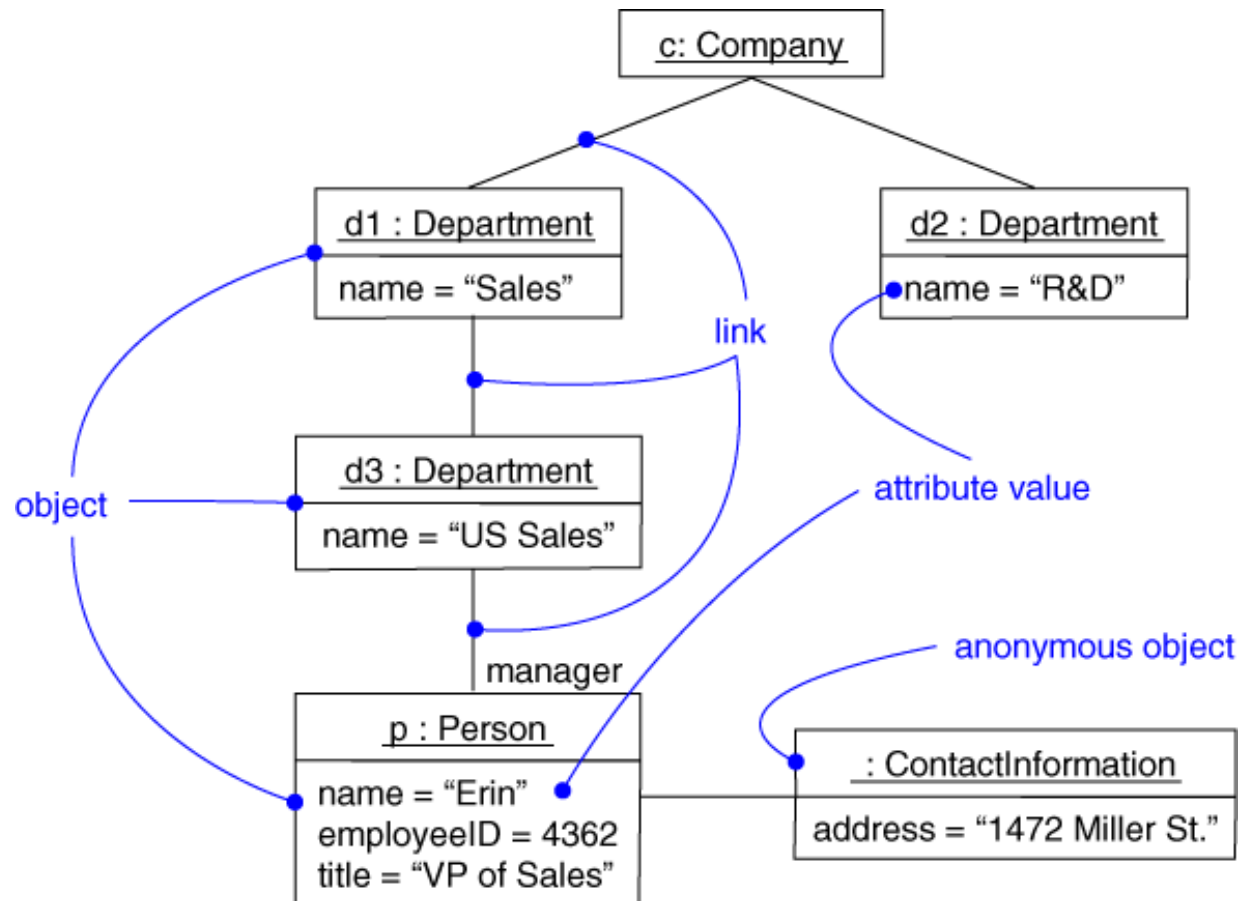 c: Company
d1 : Department
name = “Sales”
d2 : Department
name = “R&D”
link
d3 : Department
name = “US Sales”
object
attribute value
manager
anonymous object
p : Person
name = “Erin”
employeeID = 4362
title = “VP of Sales”
: ContactInformation
address = “1472 Miller St.”